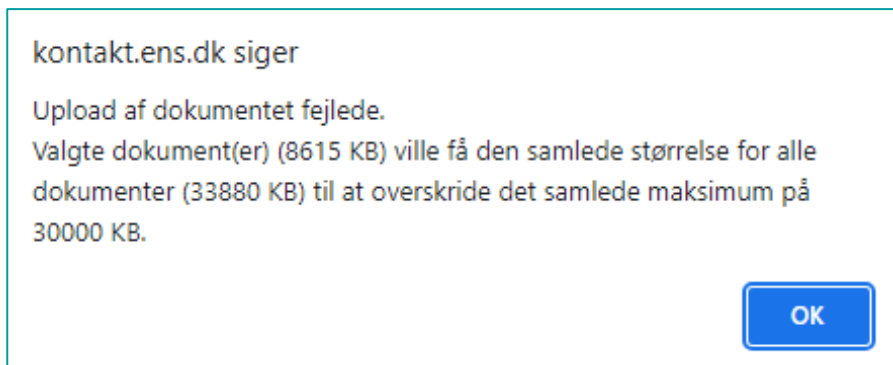 kontakt.ens.dk siger
Upload af dokumentet fejlede.
Valgte dokument(er) (8615 KB) ville få den samlede størrelse for alle
dokumenter (33880 KB) til at overskride det samlede maksimum på
30000 KB.
OK